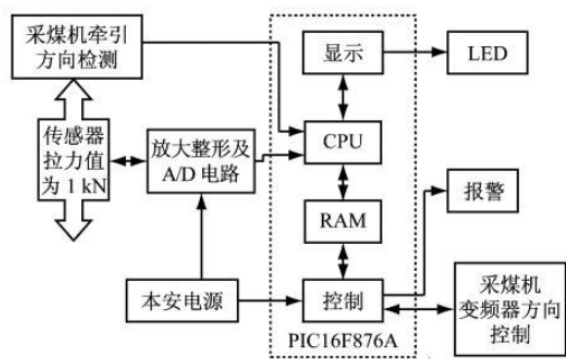 采煤机牵引
方向检测
显示
LED
传感器
拉力值
为 1 kN
放大整形及
A/D 电路
CPU
RAM
报警
本安电源
控制
采煤机
变频器方向
控制
PIC16F876A